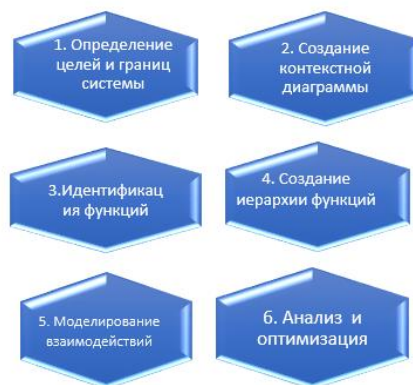 1. Определение
целей и границ
системы
2. Создание
контекстной
диаграммы
3.Идентификац
ия функций
4. Создание
иерархии функций
5. Моделирование
взаимодействий
6. Анализ и
оптимизация